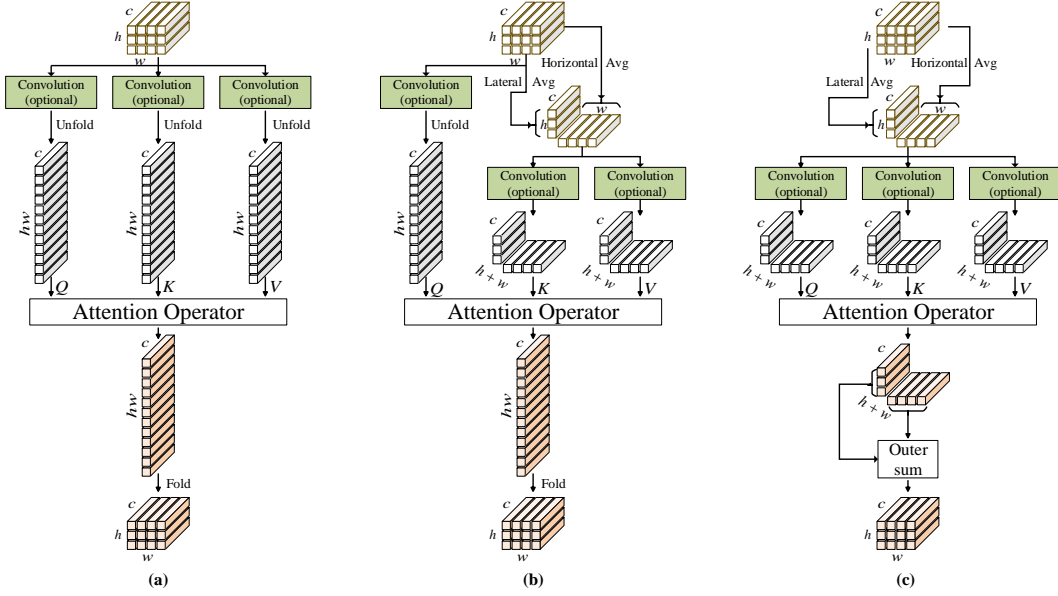 c
h
w
Convolution
(optional)
Convolution
(optional)
Convolution
(optional)
Unfold
Unfold
Unfold
c
c
c
hw
hw
hw
Q
K
V
Attention Operator
c
hw
Fold
c
h
w
(a)
c
h
w
Horizontal Avg
Lateral Avg
Convolution
(optional)
Unfold
c
h
w
Convolution
(optional)
Convolution
(optional)
c
hw
c
h + w
c
h + w
Q
K
V
Attention Operator
c
hw
Fold
c
h
w
(b)
c
h
w
Lateral Avg
Horizontal Avg
c
h
w
Convolution
(optional)
Convolution
(optional)
Convolution
(optional)
c
h + w
c
h + w
c
h + w
Q
K
V
Attention Operator
c
h + w
Outer
sum
c
h
w
(c)